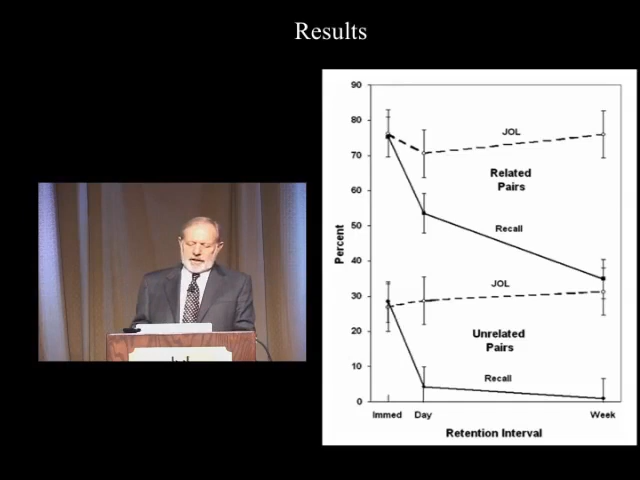 Results
90
80
70
60
50
40
30
20
10
0
Percent
JOL
Related
Pairs
Recall
JOL
Unrelated
Pairs
Recall
Immed Day Week
Retention Interval